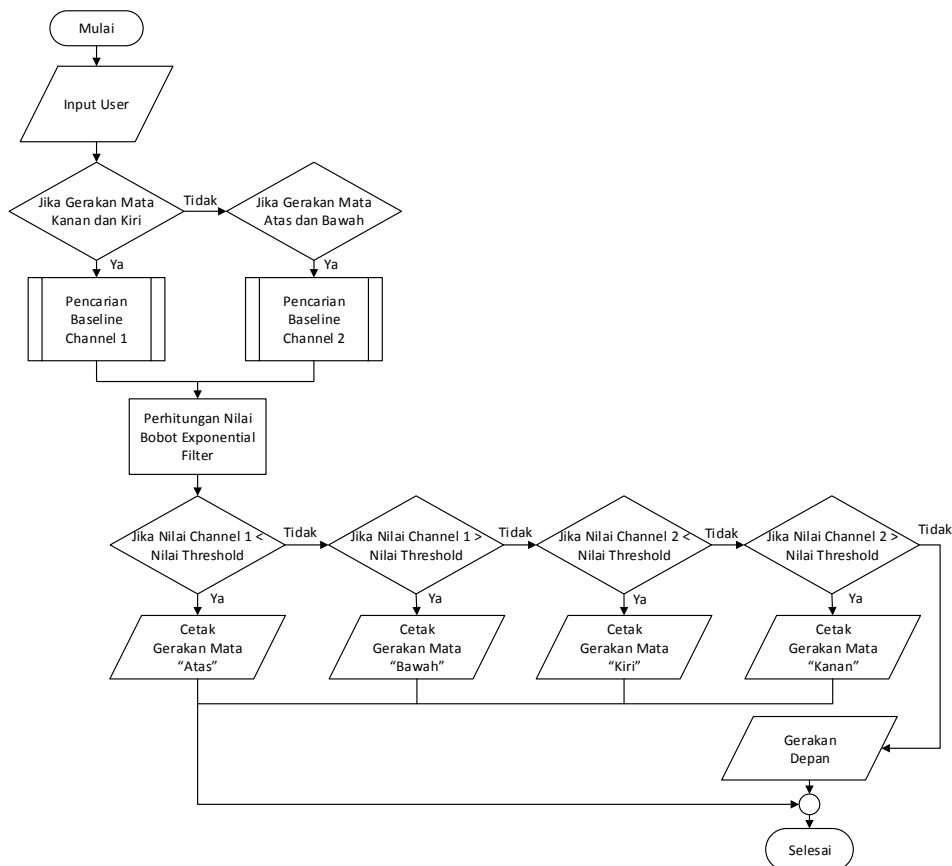 Mulai
Input User
Jika Gerakan Mata
Kanan dan Kiri
Tidak
Jika Gerakan Mata
Atas dan Bawah
Ya
Ya
Pencarian
Baseline
Channel 1
Pencarian
Baseline
Channel 2
Perhitungan Nilai
Bobot Exponential
Filter
Jika Nilai Channel 1 <
Nilai Threshold
Tidak
Jika Nilai Channel 1 >
Nilai Threshold
Tidak
Jika Nilai Channel 2 <
Nilai Threshold
Tidak
Jika Nilai Channel 2 >
Nilai Threshold
Tidak
Ya
Ya
Ya
Ya
Cetak
Gerakan Mata
“Atas”
Cetak
Gerakan Mata
“Bawah”
Cetak
Gerakan Mata
“Kiri”
Cetak
Gerakan Mata
“Kanan”
Gerakan
Depan
Selesai